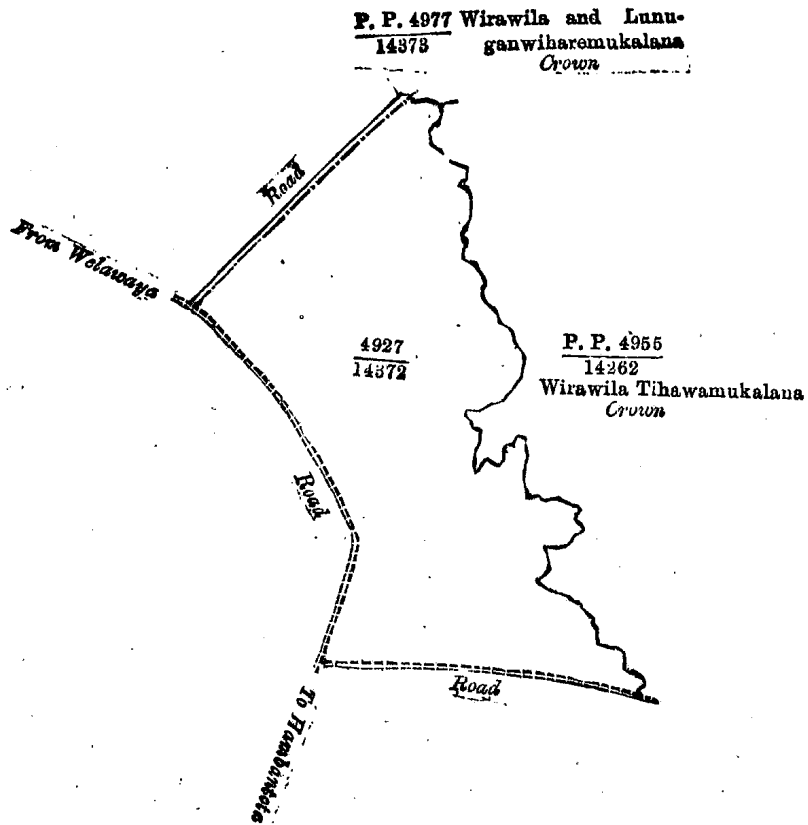 P. P. 4977 Wirawila and Lunu-
14373 ganwiharemukalana
Crown
Road
From Welawaya
4927
14372
P. P. 4955
14262
Wirawila Tihawamukalana
Crown
Road
Road
To Hambantota